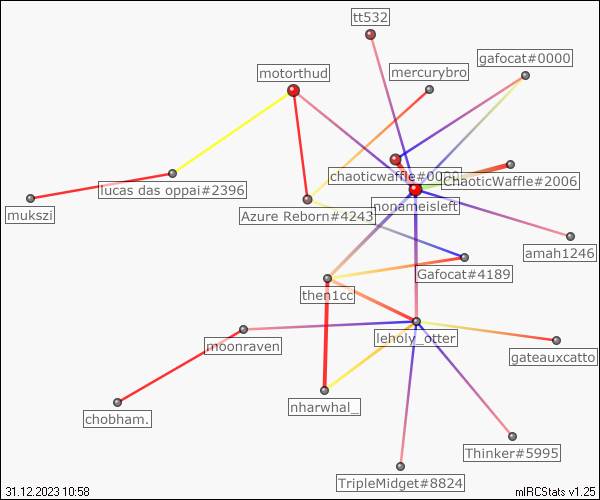 tt532
gafocat#0000
motorthud
mercurybro
chaoticwaffle#0000
ChaoticWaffle#2006
lucas das oppai#2396
nonameisleft
mukszi
Azure Reborn#4243
amah1246
Gafocat#4189
then1cc
leholy_otter
moonraven
gateauxcatto
nharwhal_
chobham.
Thinker#5995
TripleMidget#8824
31.12.2023 10:58
mIRCStats v1.25